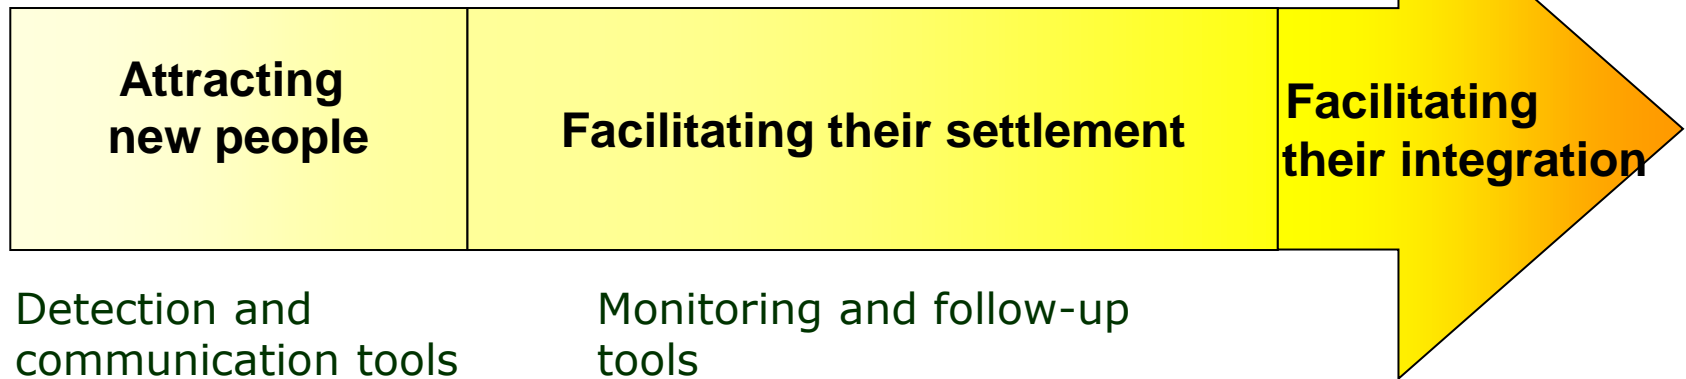 Attracting
new people
Facilitating their settlement
Facilitating
their integration
Detection and
communication tools
Monitoring and follow-up
tools